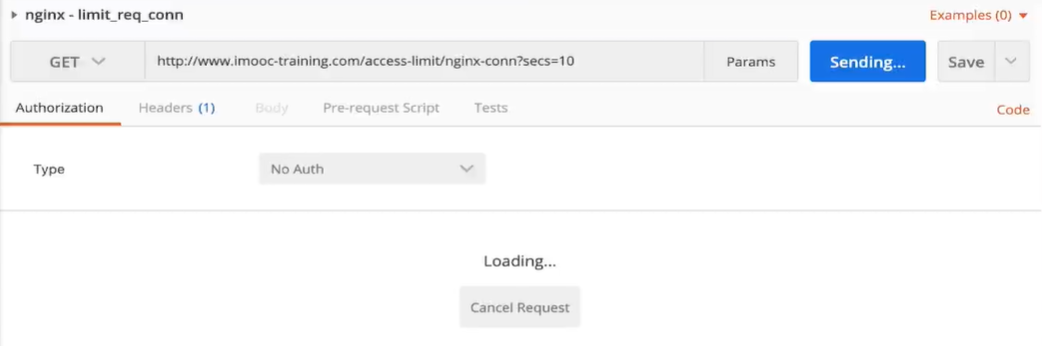 nginx - limit_req_conn
Examples (0)
GET http://www.imooc-training.com/access-limit/nginx-conn?secs=10 Params Sending... Save
Authorization Headers (1) Body Pre-request Script Tests Code
Type No Auth
Loading...
Cancel Request